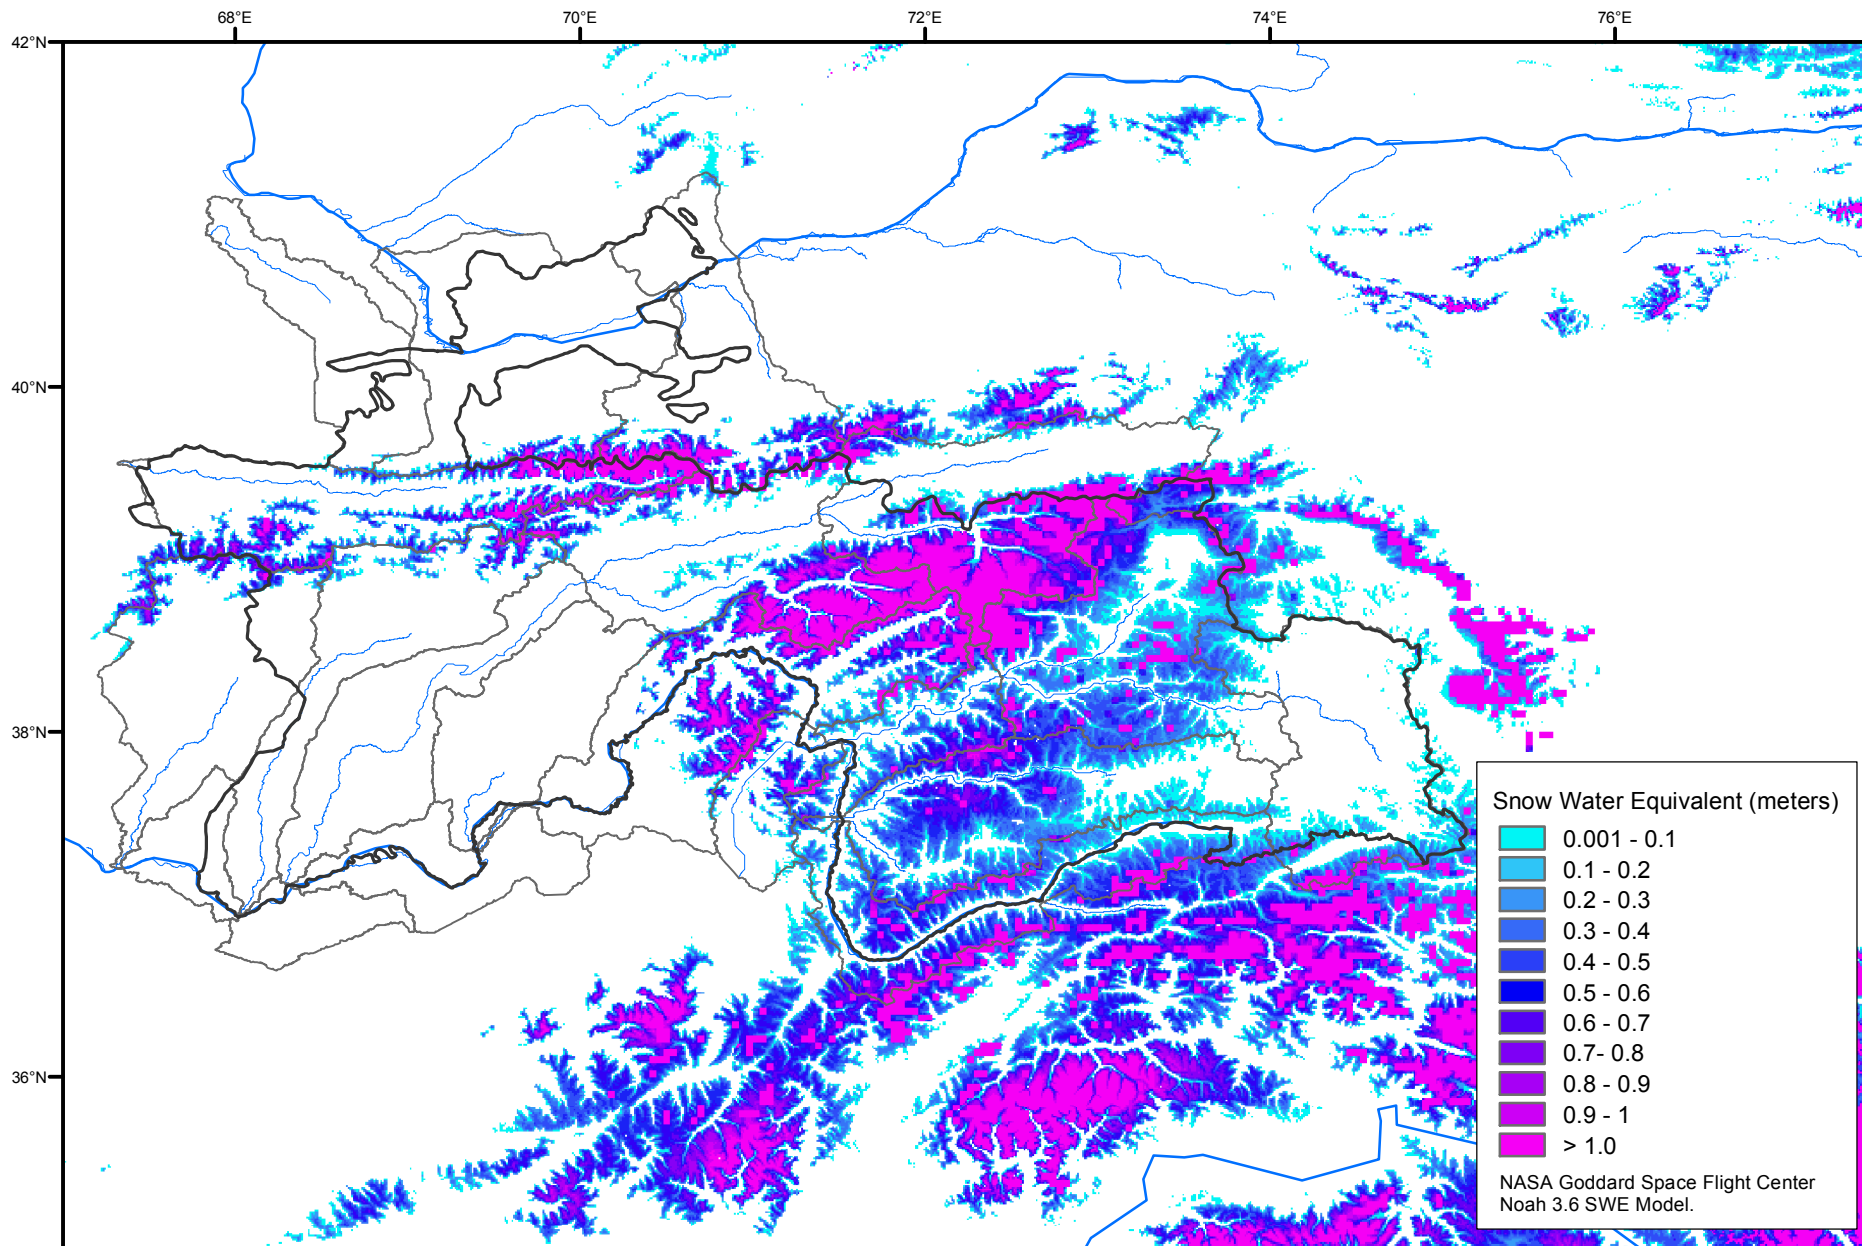 68°E
70°E
72°E
74°E
76°E
42°N
40°N
38°N
36°N
Snow Water Equivalent (meters)
0.001 - 0.1
0.1 - 0.2
0.2 - 0.3
0.3 - 0.4
0.4 - 0.5
0.5 - 0.6
0.6 - 0.7
0.7- 0.8
0.8 - 0.9
0.9 - 1
> 1.0
NASA Goddard Space Flight Center
Noah 3.6 SWE Model.